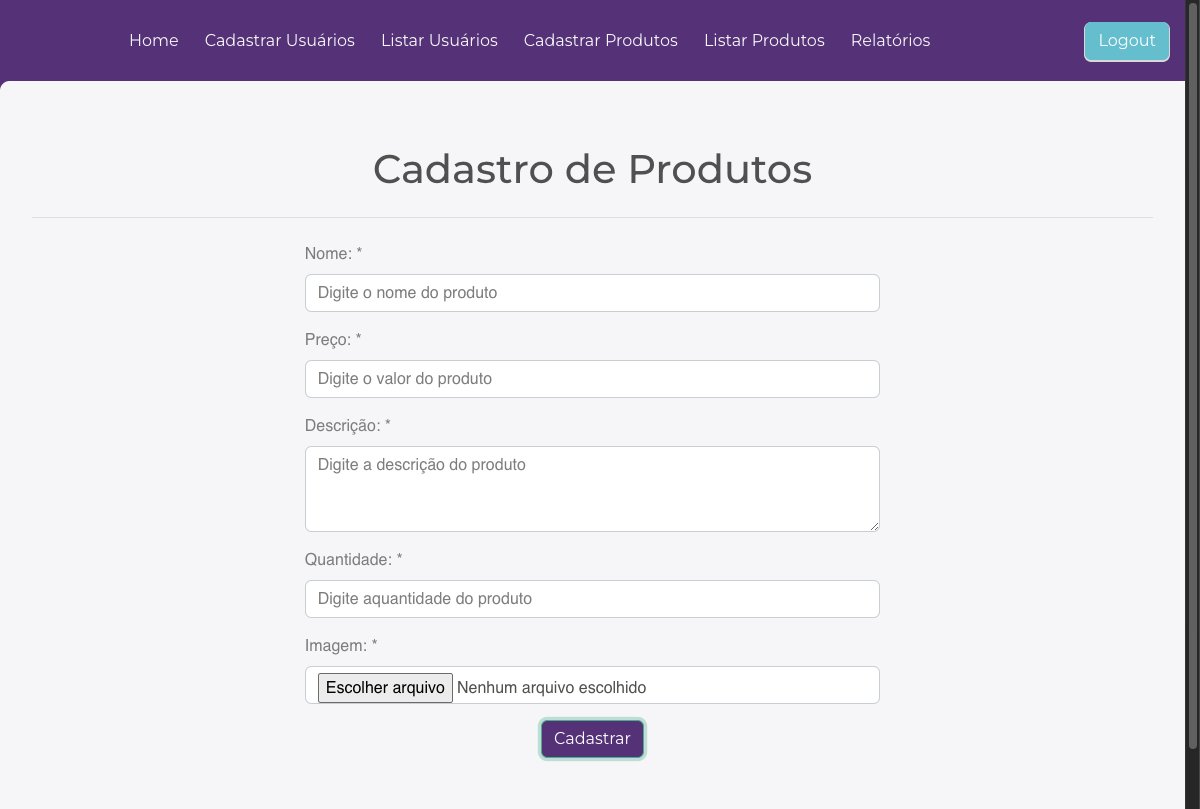 Home Cadastrar Usuários Listar Usuários Cadastrar Produtos Listar Produtos Relatórios Logout
Cadastro de Produtos
Nome: *
Digite o nome do produto
Preço: *
Digite o valor do produto
Descrição: *
Digite a descrição do produto
Quantidade: *
Digite aquantidade do produto
Imagem: *
Escolher arquivo Nenhum arquivo escolhido
Cadastrar